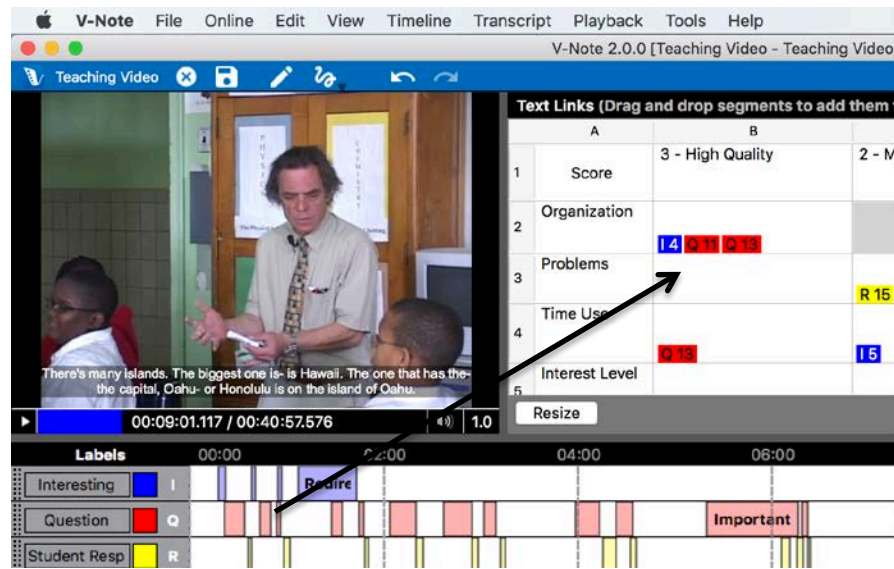 V-Note File Online Edit View Timeline Transcript Playback Tools Help
V-Note 2.0.0 [Teaching Video - Teaching Video
Teaching Video
Text Links (Drag and drop segments to add them
A B
1 Score 3 - High Quality 2 - M
2 Organization
I 4 Q 11 Q 13
3 Problems
R 15
4 Time Use
Q 13 I 5
5 Interest Level
Resize
PHYSICS
CHEMISTRY
There's many islands. The biggest one is- is Hawaii. The one that has the-
the capital, Oahu- or Honolulu is on the island of Oahu.
00:09:01.117 / 00:40:57.576 1.0
Labels 00:00 02:00 04:00 06:00
Interesting I Redire
Question Q Important
Student Resp R